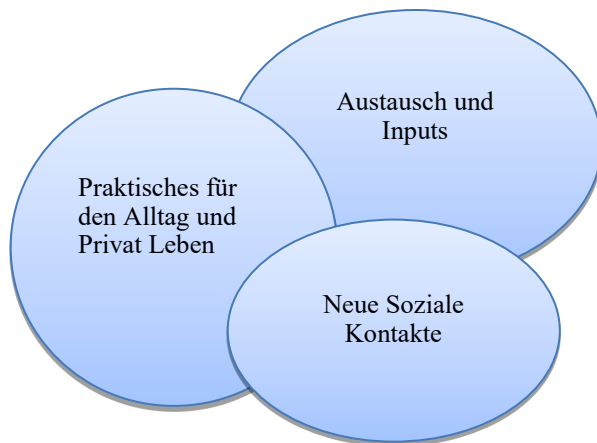 Austausch und
Inputs
Praktisches für
den Alltag und
Privat Leben
Neue Soziale
Kontakte